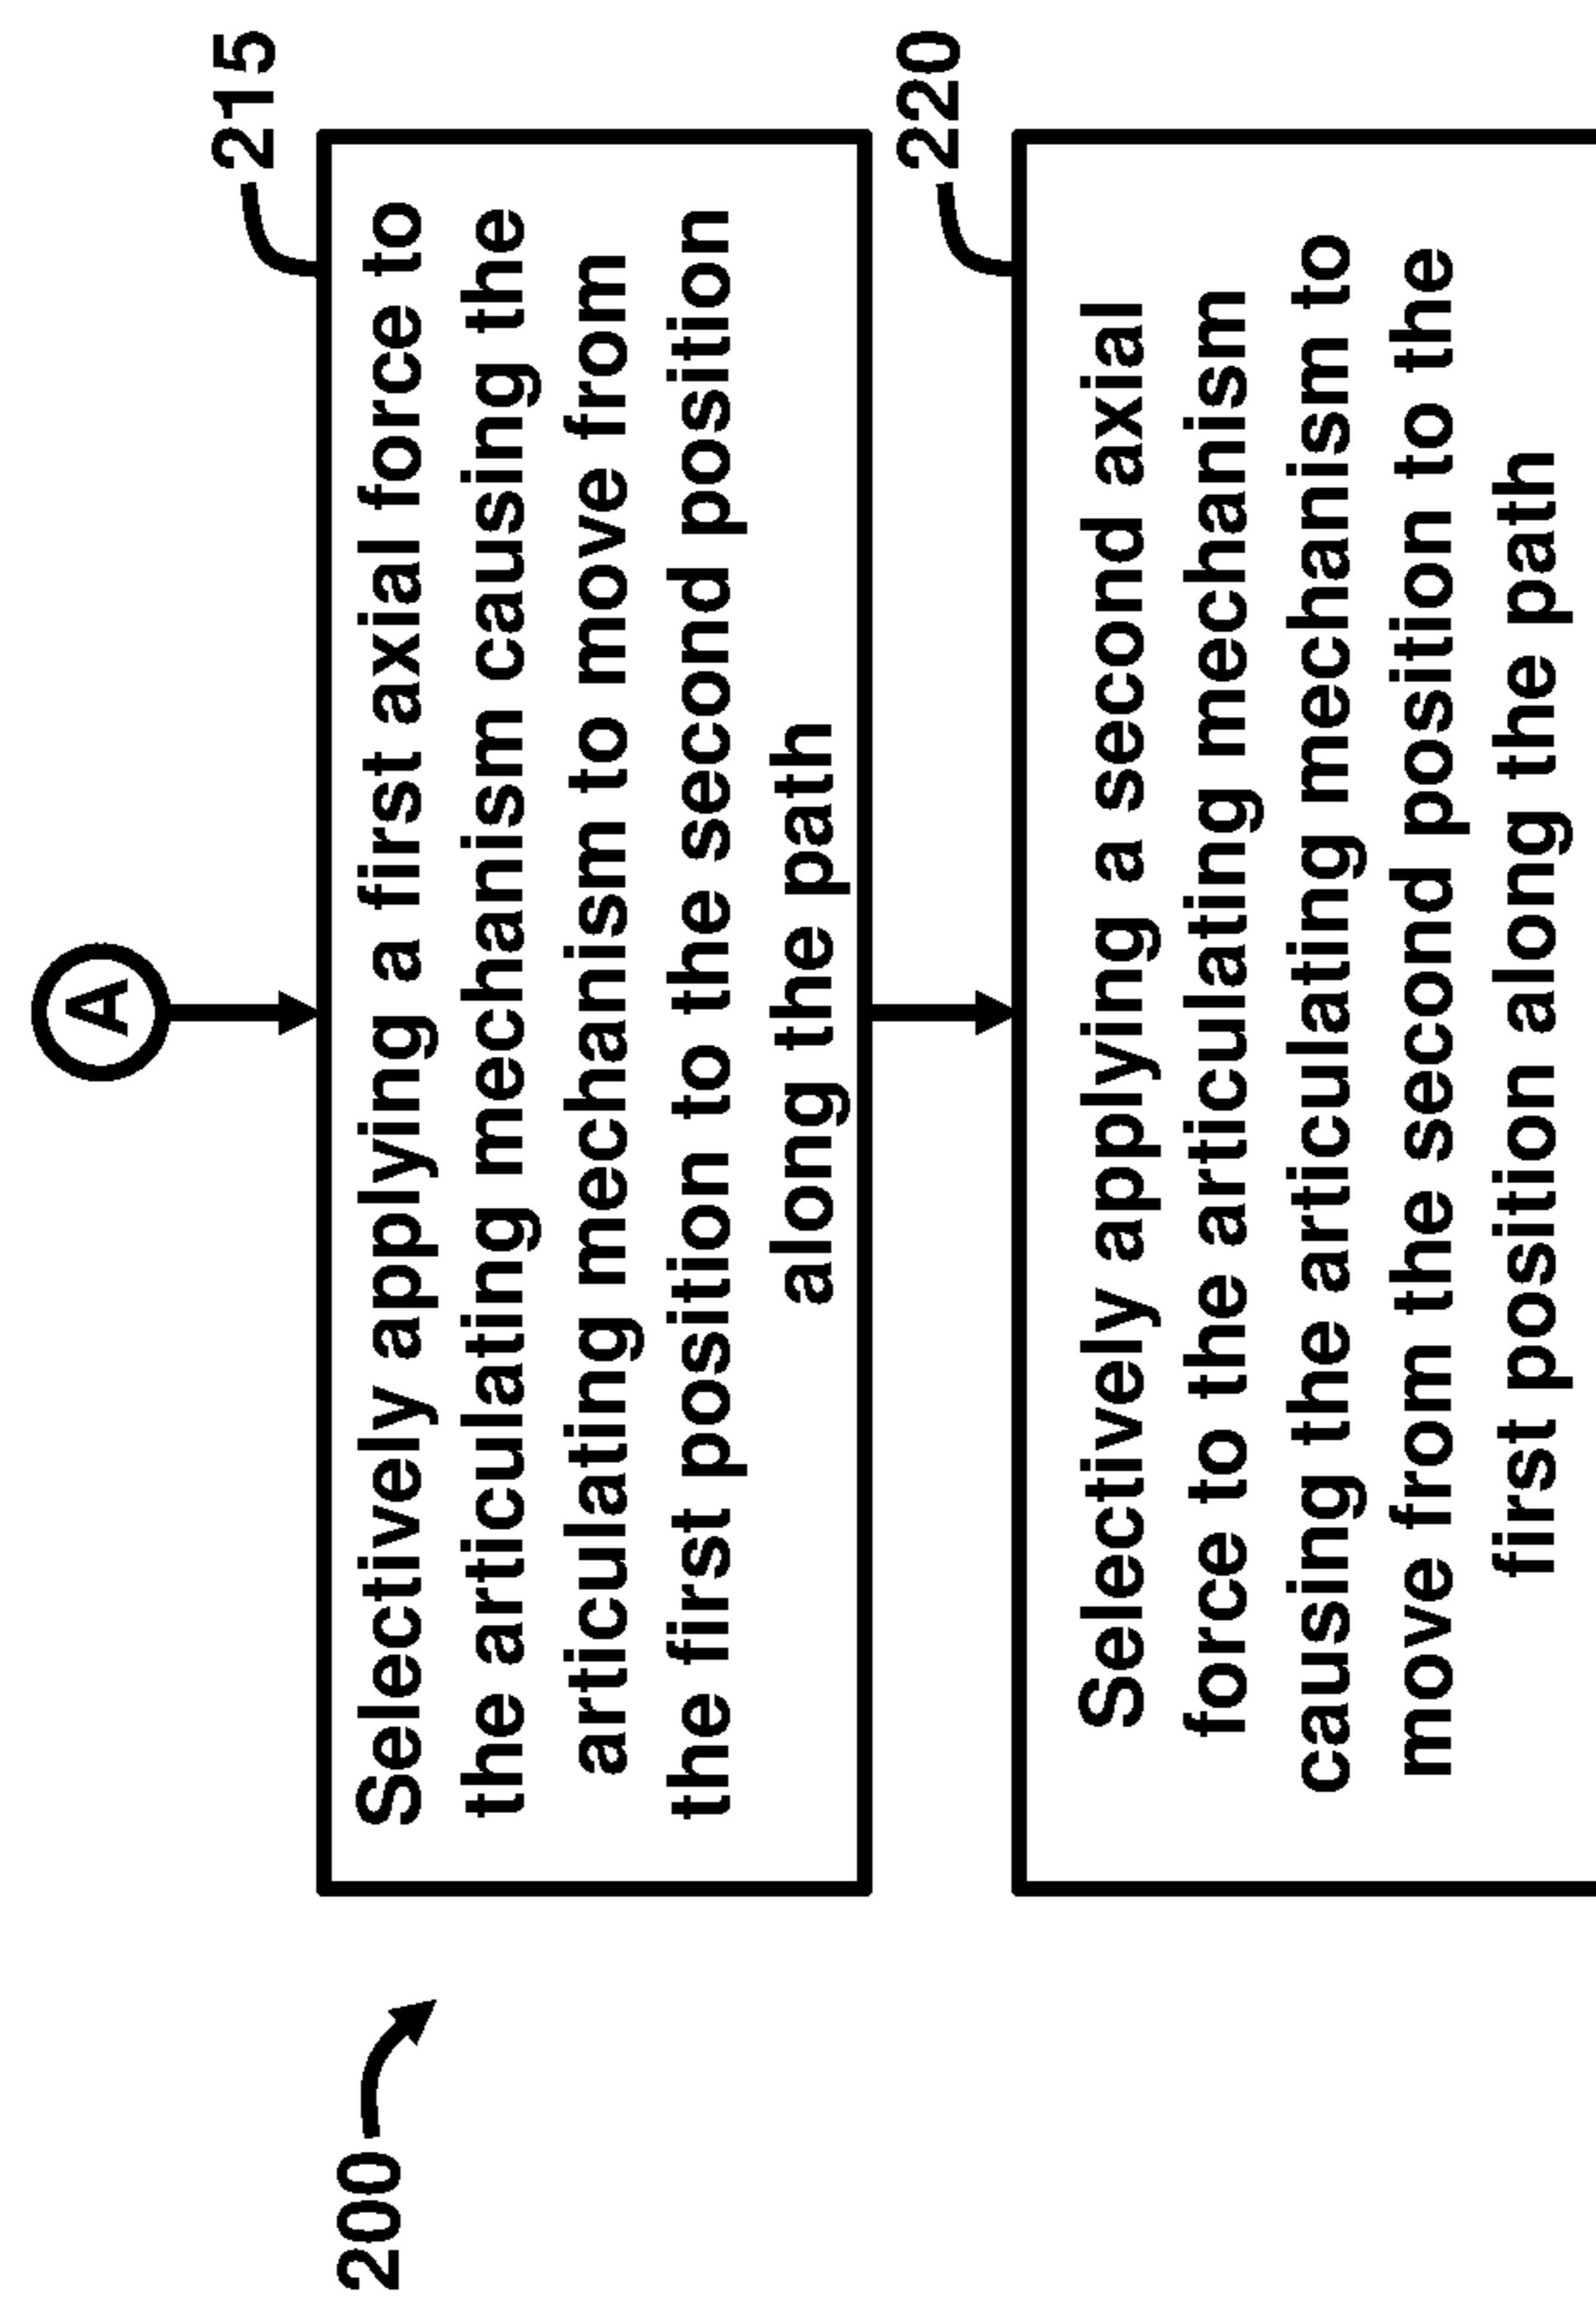 A
215
Selectively applying a first axial force to
the articulating mechanism causing the
articulating mechanism to move from
the first position to the second position
along the path
220
Selectively applying a second axial
force to the articulating mechanism
causing the articulating mechanism to
move from the second position to the
first position along the path
200